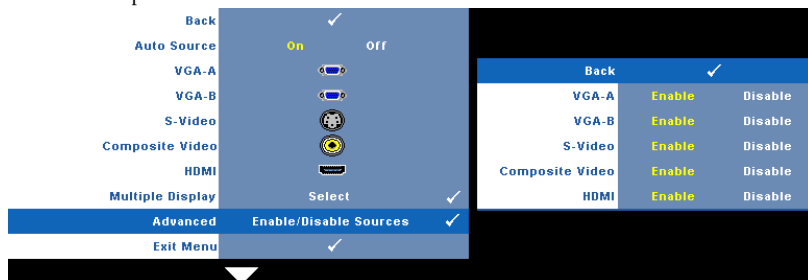 Back
Auto Source On Off
VGA-A
VGA-B
S-Video
Composite Video
HDMI
Multiple Display Select
Advanced Enable/Disable Sources
Exit Menu
Back
VGA-A Enable Disable
VGA-B Enable Disable
S-Video Enable Disable
Composite Video Enable Disable
HDMI Enable Disable